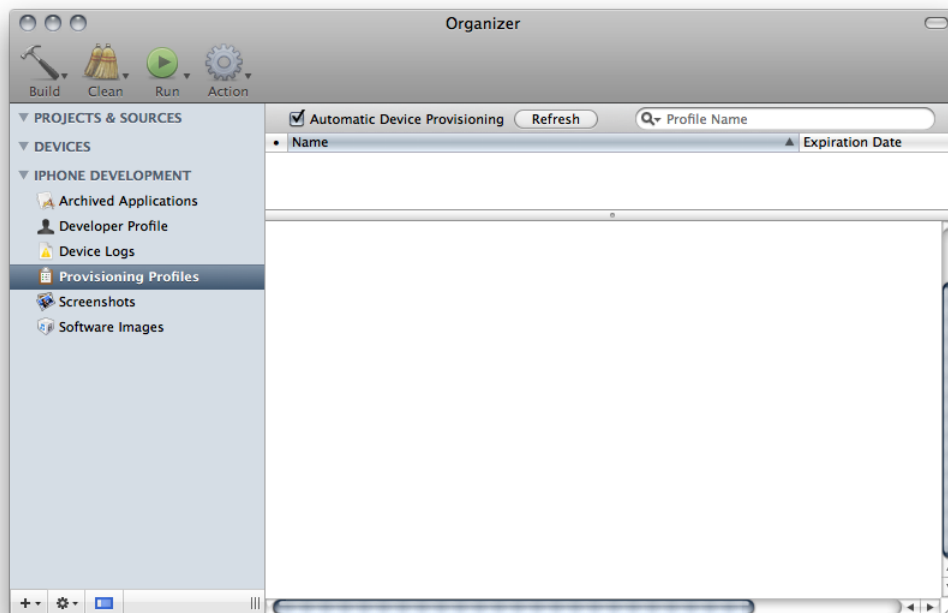 Organizer
Build Clean Run Action
PROJECTS & SOURCES
DEVICES
IPHONE DEVELOPMENT
Archived Applications
Developer Profile
Device Logs
Provisioning Profiles
Screenshots
Software Images
Automatic Device Provisioning Refresh Profile Name
Name Expiration Date